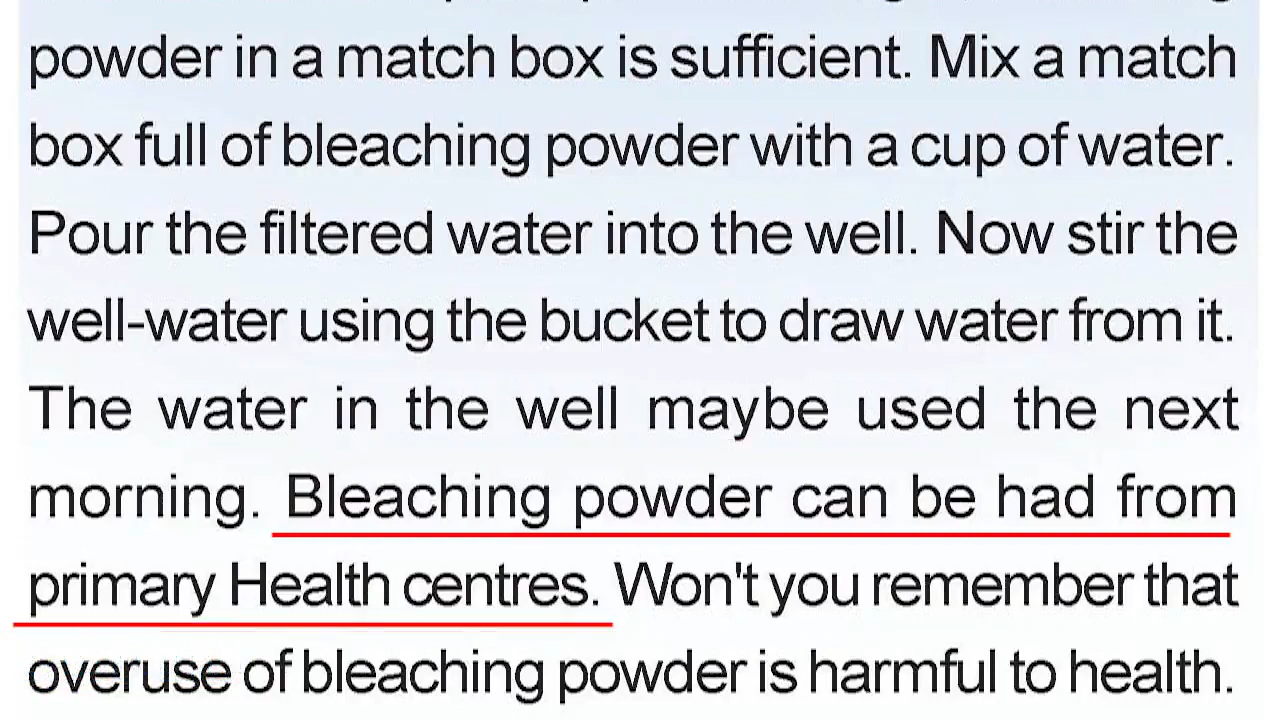 powder in a match box is sufficient. Mix a match
box full of bleaching powder with a cup of water.
Pour the filtered water into the well. Now stir the
well-water using the bucket to draw water from it.
The water in the well maybe used the next
morning. Bleaching powder can be had from
primary Health centres. Won't you remember that
overuse of bleaching powder is harmful to health.